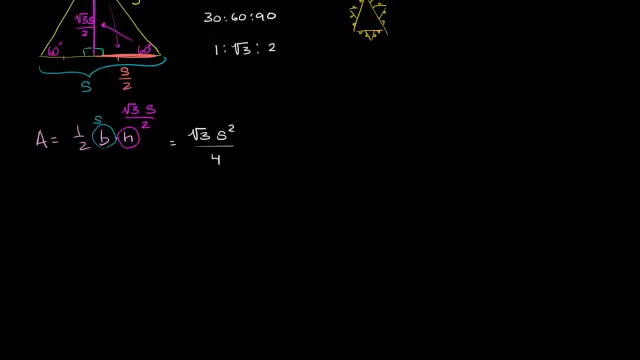 30:60:90
√3 S
2
1:√3:2
60°
60°
S
S
2
√3 S
2
S
A = 1/2 b · h = √3 S² / 4